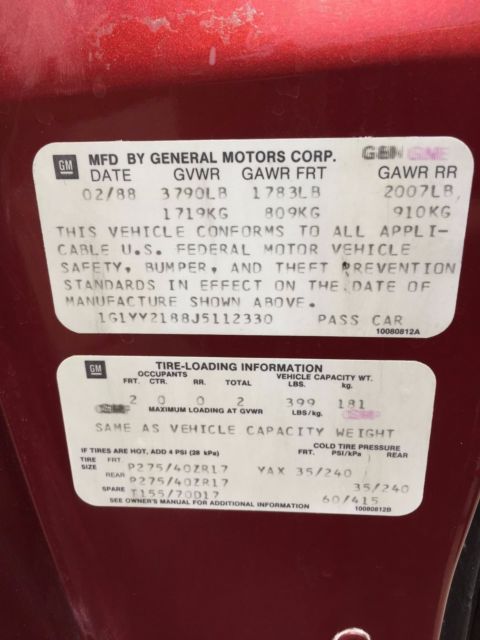 GM MFD BY GENERAL MOTORS CORP.
DATE GVWR GAWR FRT GAWR RR
02/88 3790LB 1783LB 2007LB
1719KG 809KG 910KG
THIS VEHICLE CONFORMS TO ALL APPLI-
CABLE U.S. FEDERAL MOTOR VEHICLE
SAFETY, BUMPER, AND THEFT PREVENTION
STANDARDS IN EFFECT ON THE DATE OF
MANUFACTURE SHOWN ABOVE.
1G1YY2188J5112330 PASS CAR
10080812A
GM TIRE-LOADING INFORMATION
OCCUPANTS VEHICLE CAPACITY WT.
FRT. CTR. RR. TOTAL LBS. kg.
2 0 0 2 399 181
MAXIMUM LOADING AT GVWR LBS/kg.
SAME AS VEHICLE CAPACITY WEIGHT
IF TIRES ARE HOT, ADD 4 PSI (28 kPa) COLD TIRE PRESSURE
FRT. PSI/kPa REAR
TIRE SIZE FRT. P275/40ZR17 YAX 35/240
REAR P275/40ZR17 35/240
SPARE T155/70D17 60/415
SEE OWNER'S MANUAL FOR ADDITIONAL INFORMATION 10080812B